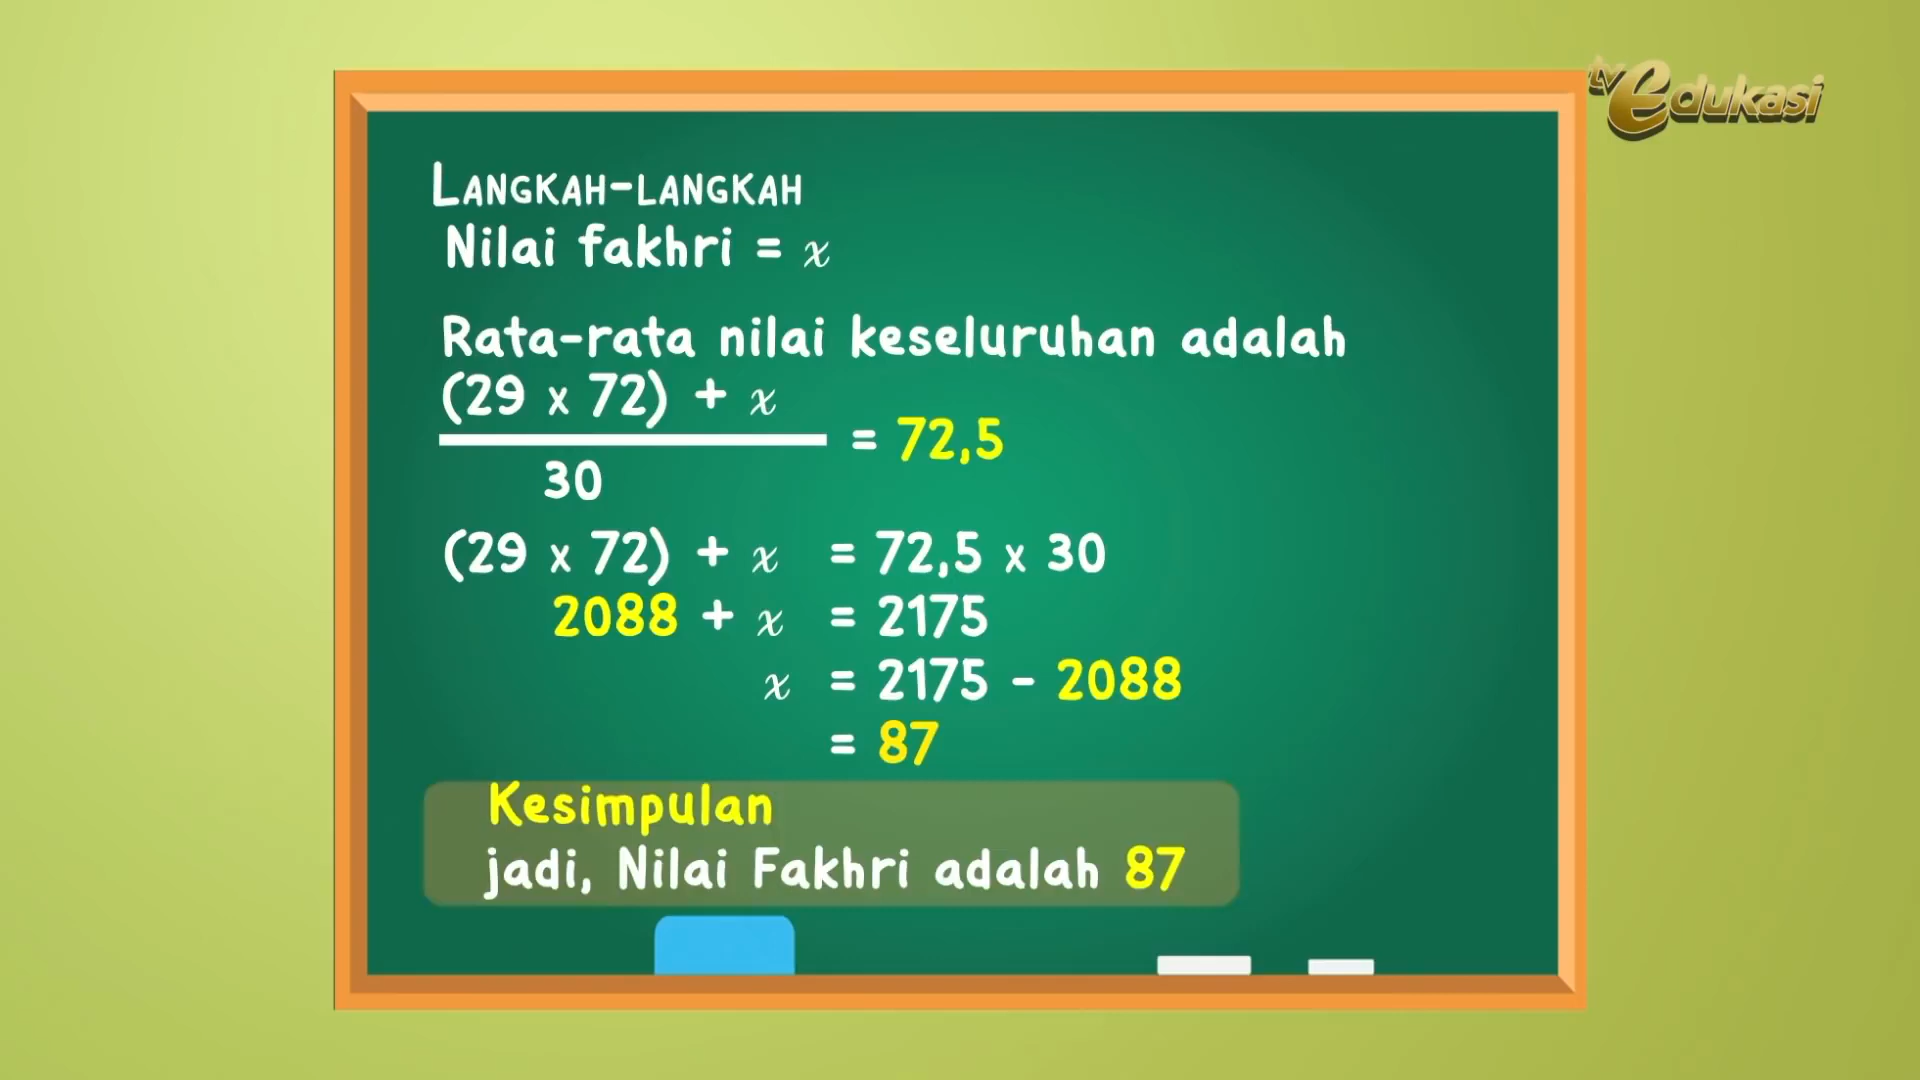 tv edukasi
LANGKAH-LANGKAH
Nilai fakhri = x
Rata-rata nilai keseluruhan adalah
(29 x 72) + x
= 72,5
30
(29 x 72) + x = 72,5 x 30
2088 + x = 2175
x = 2175 - 2088
= 87
Kesimpulan
jadi, Nilai Fakhri adalah 87